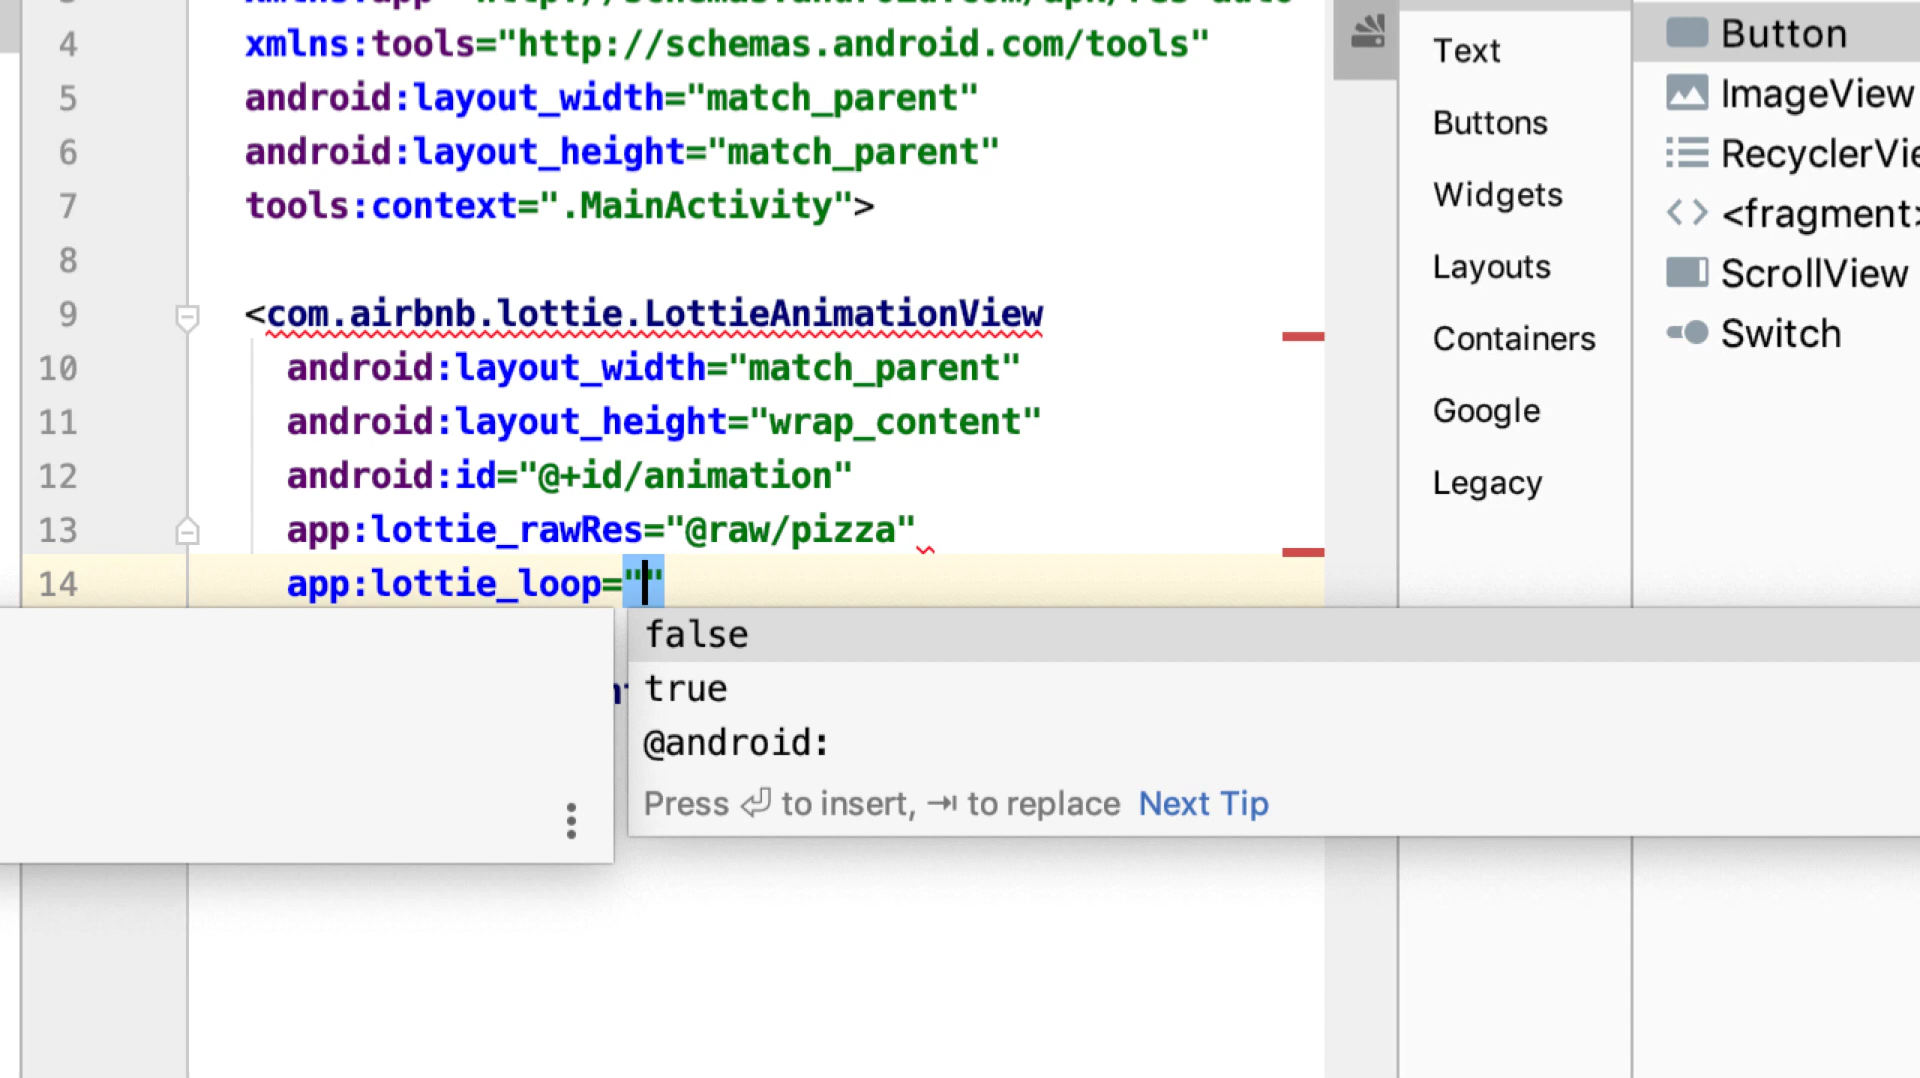 4 xmlns:tools="http://schemas.android.com/tools"
5 android:layout_width="match_parent"
6 android:layout_height="match_parent"
7 tools:context=".MainActivity">
8
9 <com.airbnb.lottie.LottieAnimationView
10 android:layout_width="match_parent"
11 android:layout_height="wrap_content"
12 android:id="@+id/animation"
13 app:lottie_rawRes="@raw/pizza"
14 app:lottie_loop=""
false
true
@android:
Press ⏎ to insert, ⇥ to replace Next Tip
Text
Buttons
Widgets
Layouts
Containers
Google
Legacy
Button
ImageView
RecyclerVie
<fragment>
ScrollView
Switch